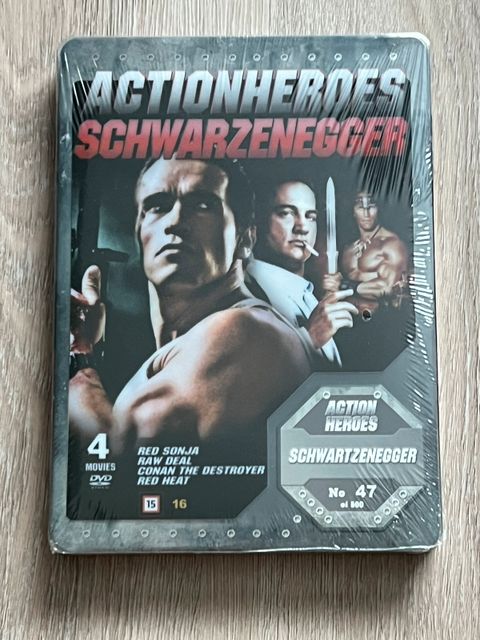 ACTIONHEROES
SCHWARZENEGGER
4
MOVIES
DVD
RED SONJA
RAW DEAL
CONAN THE DESTROYER
RED HEAT
15
16
ACTION
HEROES
SCHWARTZENEGGER
No 47
of 500